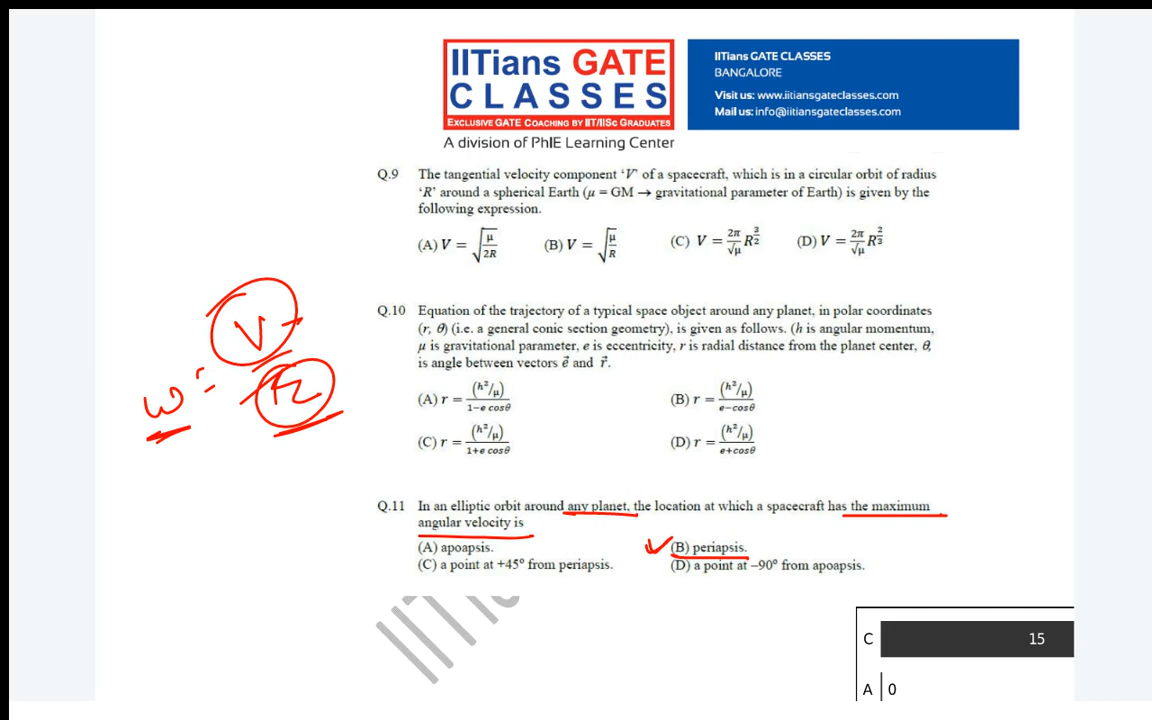 IITians GATE
CLASSES
EXCLUSIVE GATE COACHING BY IIT/IISc GRADUATES
A division of PhIE Learning Center
IITians GATE CLASSES
BANGALORE
Visit us: www.iitiansgateclasses.com
Mail us: info@iitiansgateclasses.com
Q.9 The tangential velocity component ‘V’ of a spacecraft, which is in a circular orbit of radius
‘R’ around a spherical Earth (μ = GM → gravitational parameter of Earth) is given by the
following expression.
(A) V = √(μ/2R) (B) V = √(μ/R) (C) V = 2π/√μ R^(3/2) (D) V = 2π/√μ R^(2/3)
Q.10 Equation of the trajectory of a typical space object around any planet, in polar coordinates
(r, θ) (i.e. a general conic section geometry), is given as follows. (h is angular momentum,
μ is gravitational parameter, e is eccentricity, r is radial distance from the planet center, θ,
is angle between vectors e⃗ and r⃗.
(A) r = (h²/μ)/(1−e cosθ) (B) r = (h²/μ)/(e−cosθ)
(C) r = (h²/μ)/(1+e cosθ) (D) r = (h²/μ)/(e+cosθ)
Q.11 In an elliptic orbit around any planet, the location at which a spacecraft has the maximum
angular velocity is
(A) apoapsis. (B) periapsis.
(C) a point at +45° from periapsis. (D) a point at −90° from apoapsis.
V
ω =
C 15
A 0